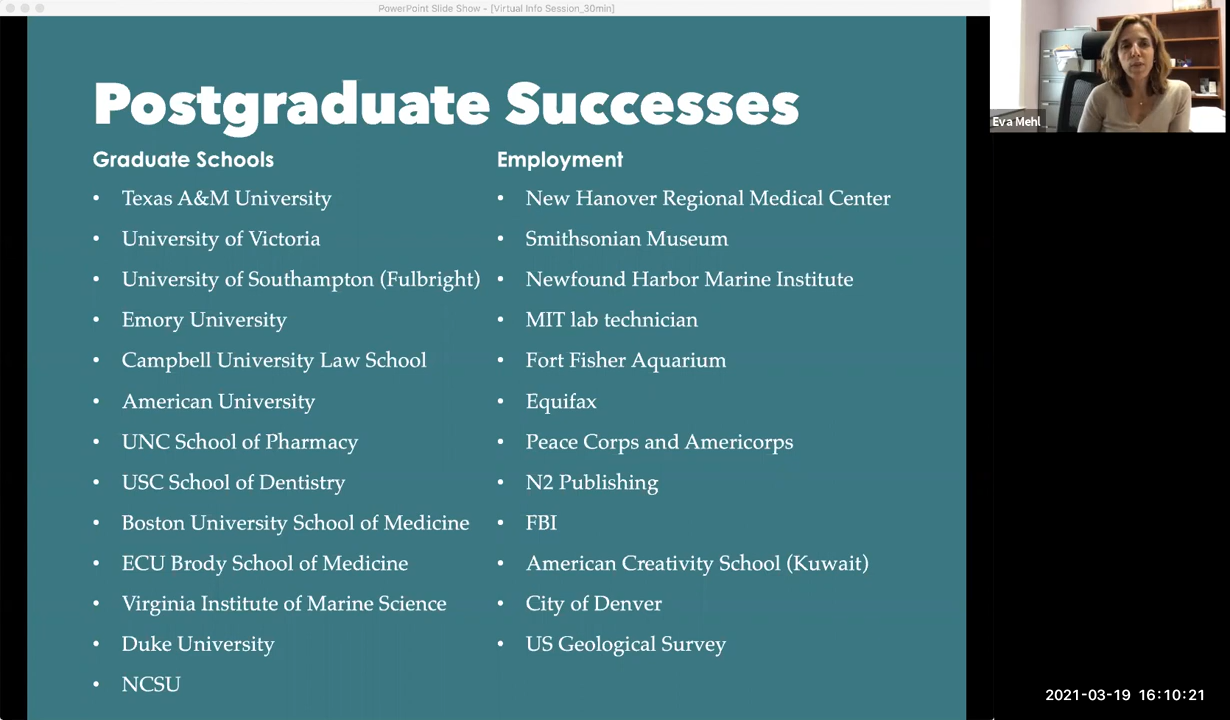 PowerPoint Slide Show - [Virtual Info Session_30min]
Postgraduate Successes
Graduate Schools
• Texas A&M University
• University of Victoria
• University of Southampton (Fulbright)
• Emory University
• Campbell University Law School
• American University
• UNC School of Pharmacy
• USC School of Dentistry
• Boston University School of Medicine
• ECU Brody School of Medicine
• Virginia Institute of Marine Science
• Duke University
• NCSU
Employment
• New Hanover Regional Medical Center
• Smithsonian Museum
• Newfound Harbor Marine Institute
• MIT lab technician
• Fort Fisher Aquarium
• Equifax
• Peace Corps and Americorps
• N2 Publishing
• FBI
• American Creativity School (Kuwait)
• City of Denver
• US Geological Survey
Eva Mehl
2021-03-19 16:10:21